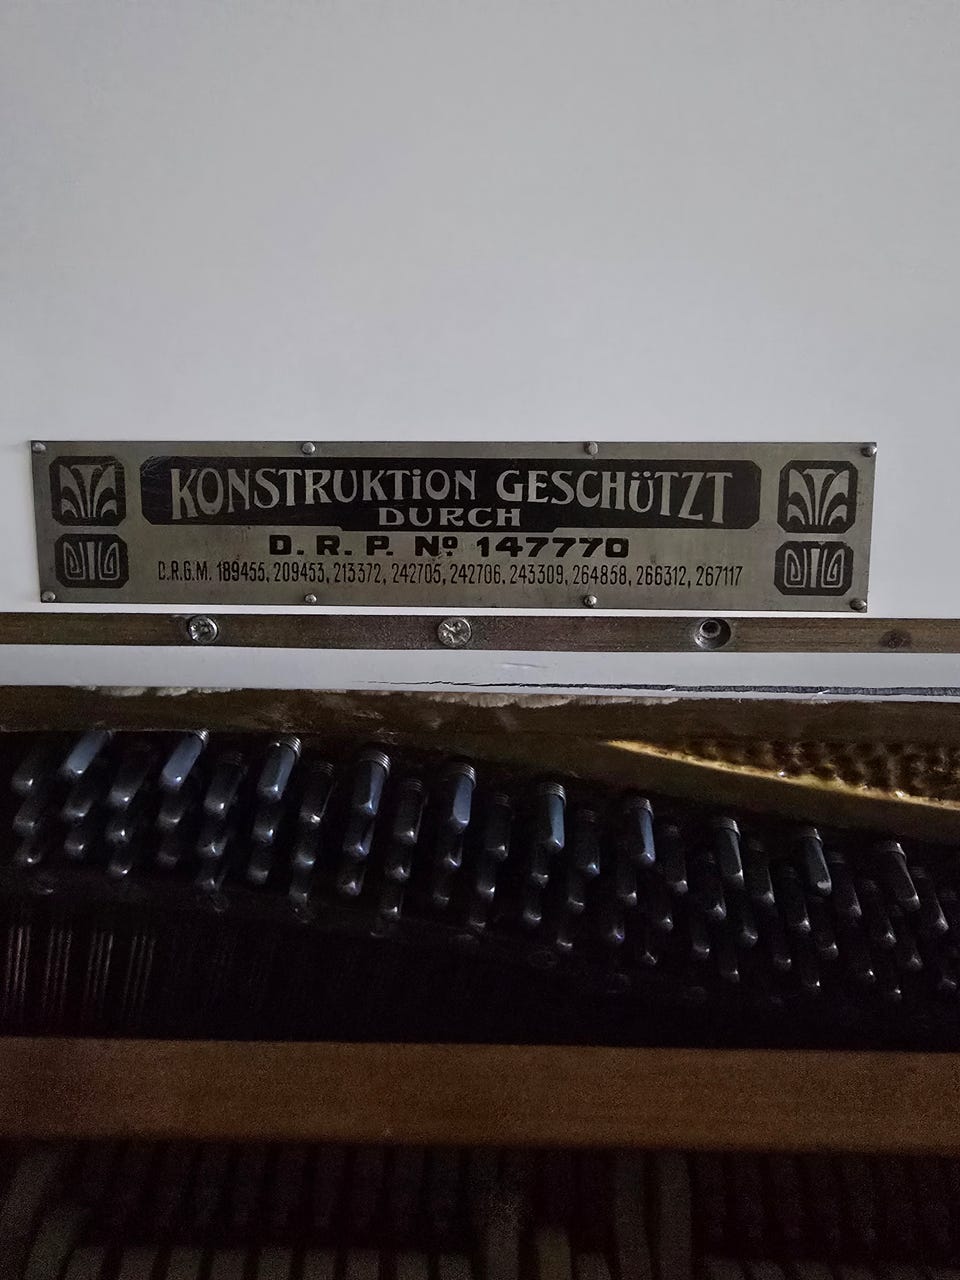 KONSTRUKTiON GESCHÜTZT
DURCH
D. R. P. Nº 147770
D.R.G.M. 189455, 209453, 213372, 242705, 242706, 243309, 264858, 266312, 267117